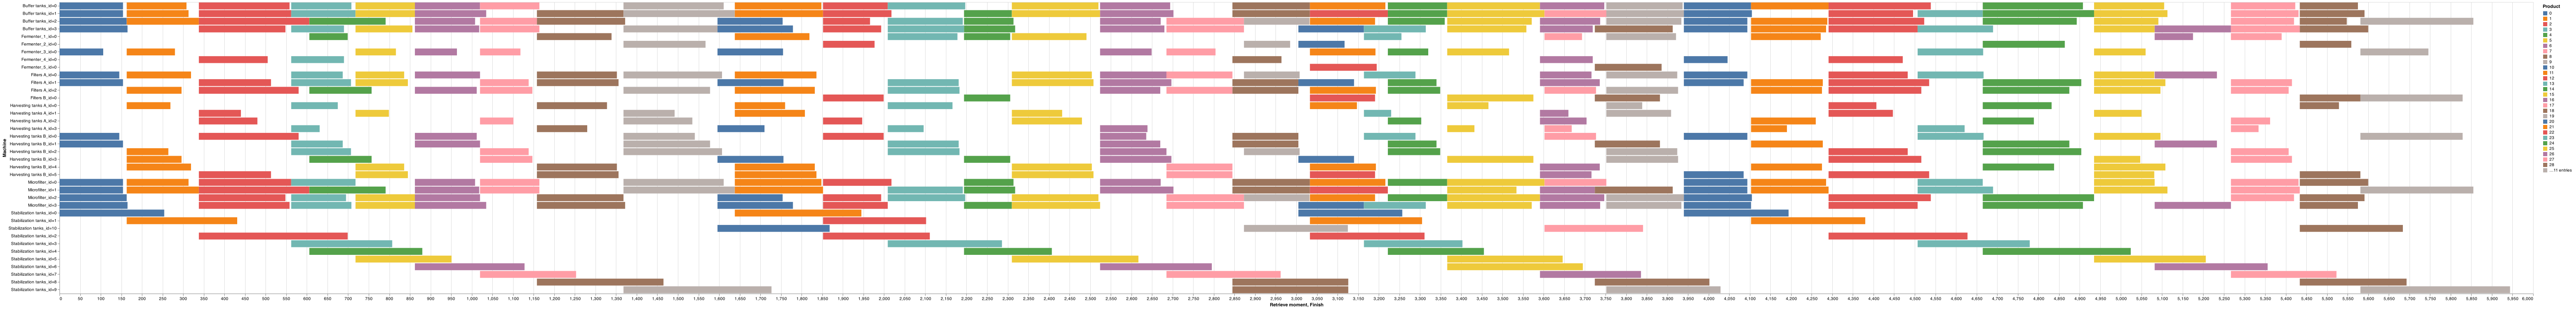 Product
Buffer tanks_id=0
Buffer tanks_id=1
Buffer tanks_id=2
Buffer tanks_id=3
Fermenter_1_id=0
Fermenter_2_id=0
Fermenter_3_id=0
Fermenter_4_id=0
Fermenter_5_id=0
Filters A_id=0
Filters A_id=1
Filters A_id=2
Filters B_id=0
Harvesting tanks A_id=0
Harvesting tanks A_id=1
Harvesting tanks A_id=2
Harvesting tanks A_id=3
Harvesting tanks B_id=0
Harvesting tanks B_id=1
Harvesting tanks B_id=2
Harvesting tanks B_id=3
Harvesting tanks B_id=4
Harvesting tanks B_id=5
Microfilter_id=0
Microfilter_id=1
Microfilter_id=2
Microfilter_id=3
Stabilization tanks_id=0
Stabilization tanks_id=1
Stabilization tanks_id=10
Stabilization tanks_id=2
Stabilization tanks_id=3
Stabilization tanks_id=4
Stabilization tanks_id=5
Stabilization tanks_id=6
Stabilization tanks_id=7
Stabilization tanks_id=8
Stabilization tanks_id=9
Machine
0 50 100 150 200 250 300 350 400 450 500 550 600 650 700 750 800 850 900 950 1,000 1,050 1,100 1,150 1,200 1,250 1,300 1,350 1,400 1,450 1,500 1,550 1,600 1,650 1,700 1,750 1,800 1,850 1,900 1,950 2,000 2,050 2,100 2,150 2,200 2,250 2,300 2,350 2,400 2,450 2,500 2,550 2,600 2,650 2,700 2,750 2,800 2,850 2,900 2,950 3,000 3,050 3,100 3,150 3,200 3,250 3,300 3,350 3,400 3,450 3,500 3,550 3,600 3,650 3,700 3,750 3,800 3,850 3,900 3,950 4,000 4,050 4,100 4,150 4,200 4,250 4,300 4,350 4,400 4,450 4,500 4,550 4,600 4,650 4,700 4,750 4,800 4,850 4,900 4,950 5,000 5,050 5,100 5,150 5,200 5,250 5,300 5,350 5,400 5,450 5,500 5,550 5,600 5,650 5,700 5,750 5,800 5,850 5,900 5,950 6,000
Retrieve moment, Finish
0
1
2
3
4
5
6
7
8
9
10
11
12
13
14
15
16
17
18
19
20
21
22
23
24
25
26
27
28
…11 entries